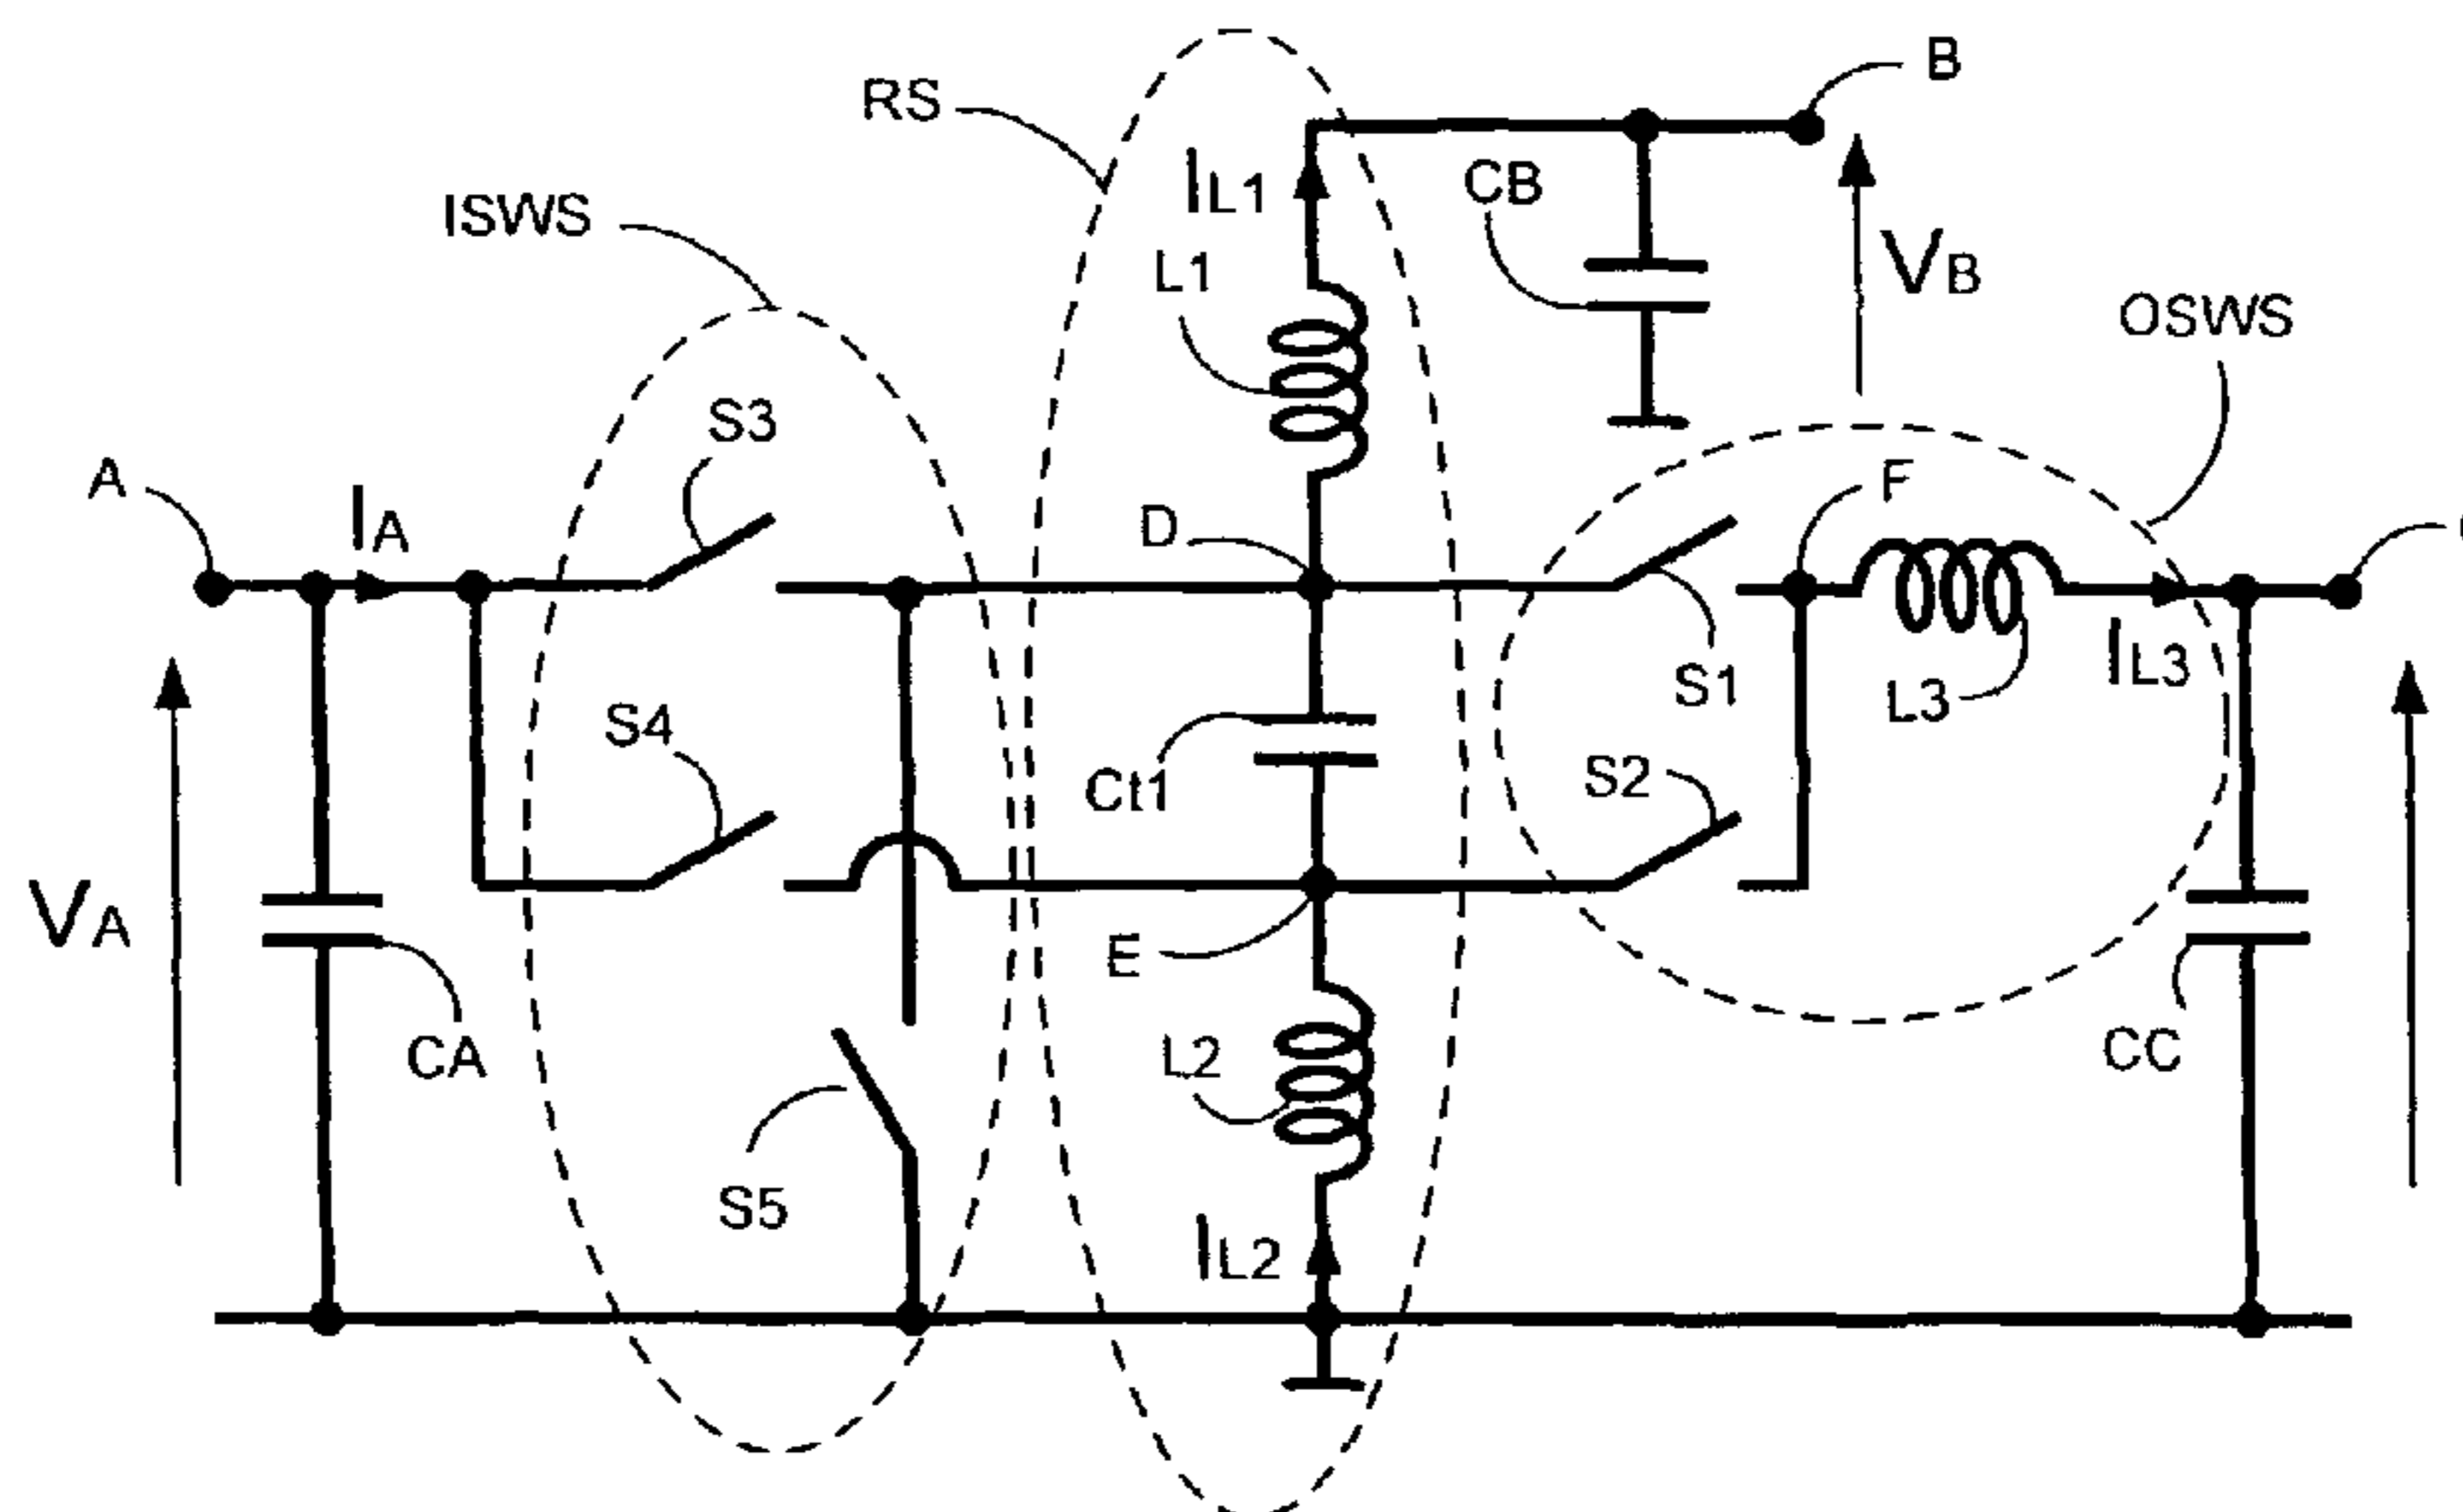 B
RS
IL1
CB
ISWS
L1
VB
OSWS
S3
A
IA
D
F
S1
IL3
L3
S4
Ct1
S2
VA
E
CA
L2
CC
S5
IL2